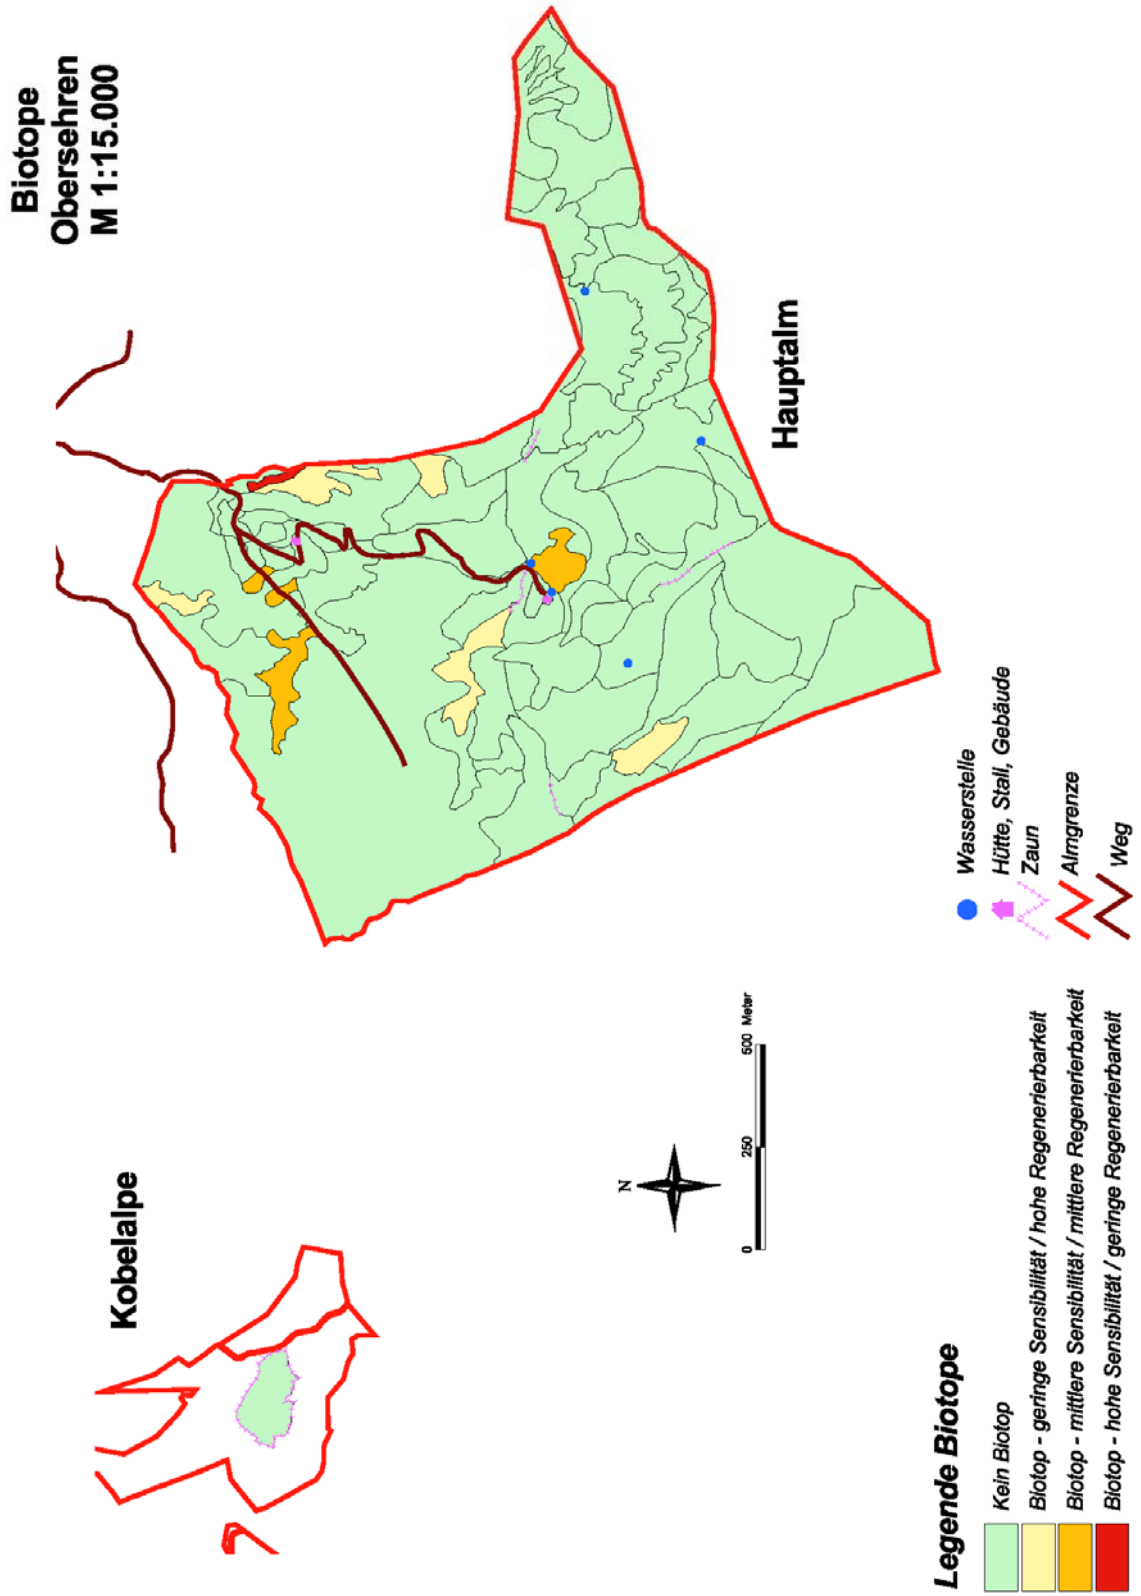 Biotope
Obersehren
M 1:15.000
Kobelalpe
Hauptalm
N
0 250 500 Meter
Legende Biotope
Kein Biotop
Biotop - geringe Sensibilität / hohe Regenerierbarkeit
Biotop - mittlere Sensibilität / mittlere Regenerierbarkeit
Biotop - hohe Sensibilität / geringe Regenerierbarkeit
Wasserstelle
Hütte, Stall, Gebäude
Zaun
Almgrenze
Weg